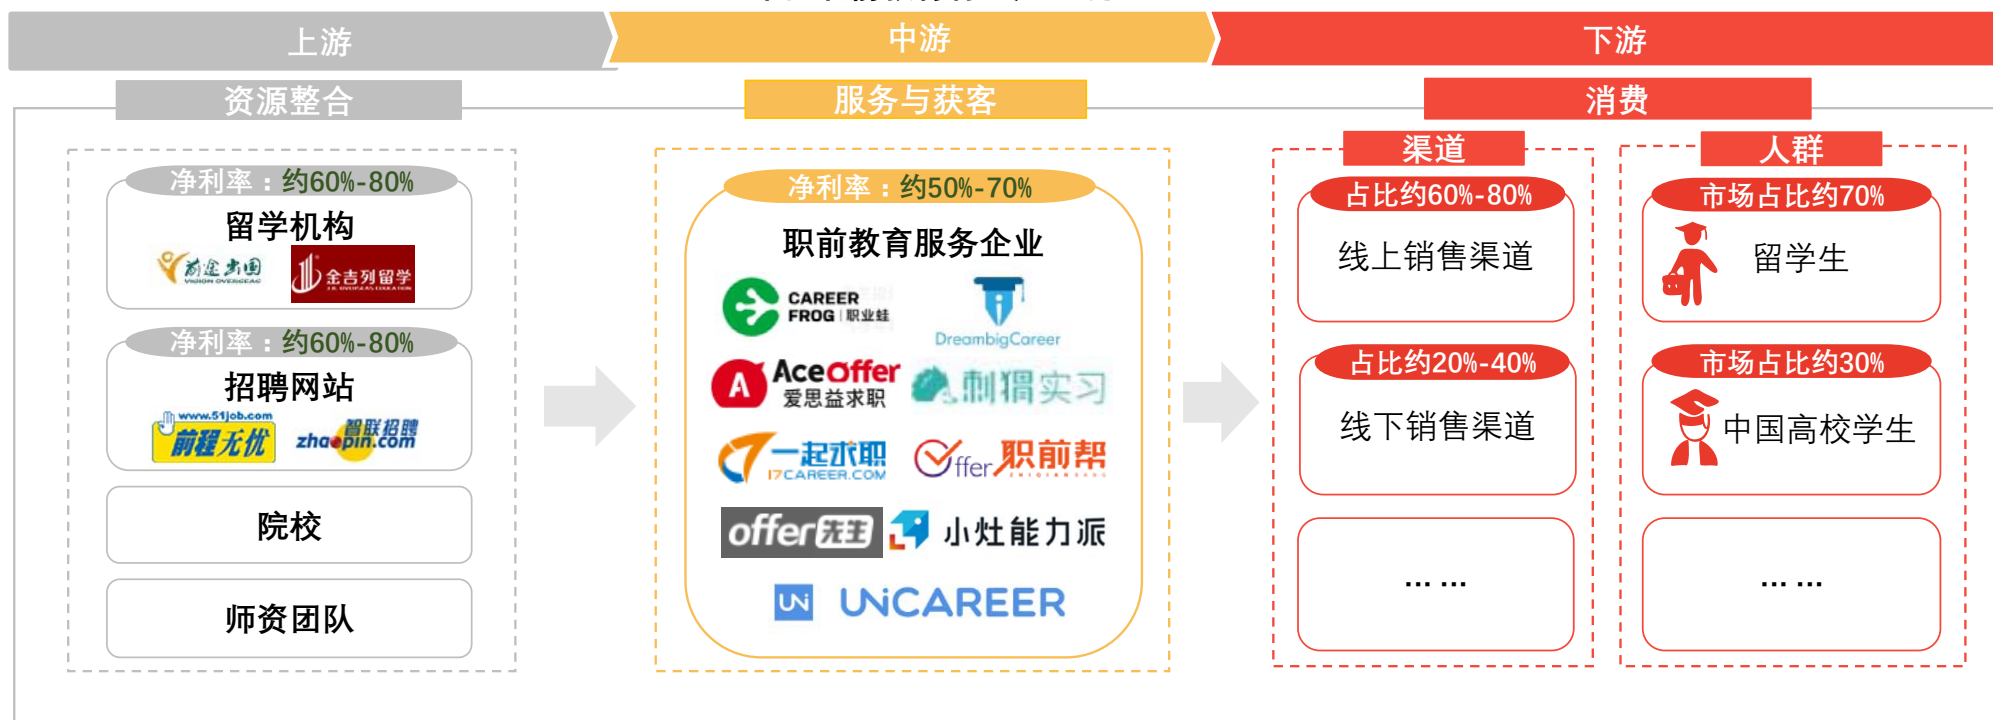 上游
中游
下游
资源整合
服务与获客
消费
净利率：约60%-80%
留学机构
前途出国
VISION OVERSEAS
金吉列留学
净利率：约60%-80%
招聘网站
www.51job.com
前程无忧
智联招聘
zhaopin.com
院校
师资团队
净利率：约50%-70%
职前教育服务企业
CAREER
FROG 职业蛙
DreambigCareer
AceOffer
爱思益求职
刺猬实习
一起求职
17CAREER.COM
Offer 职前帮
offer先生
小灶能力派
UNi UNiCAREER
渠道
占比约60%-80%
线上销售渠道
占比约20%-40%
线下销售渠道
... ...
人群
市场占比约70%
留学生
市场占比约30%
中国高校学生
... ...